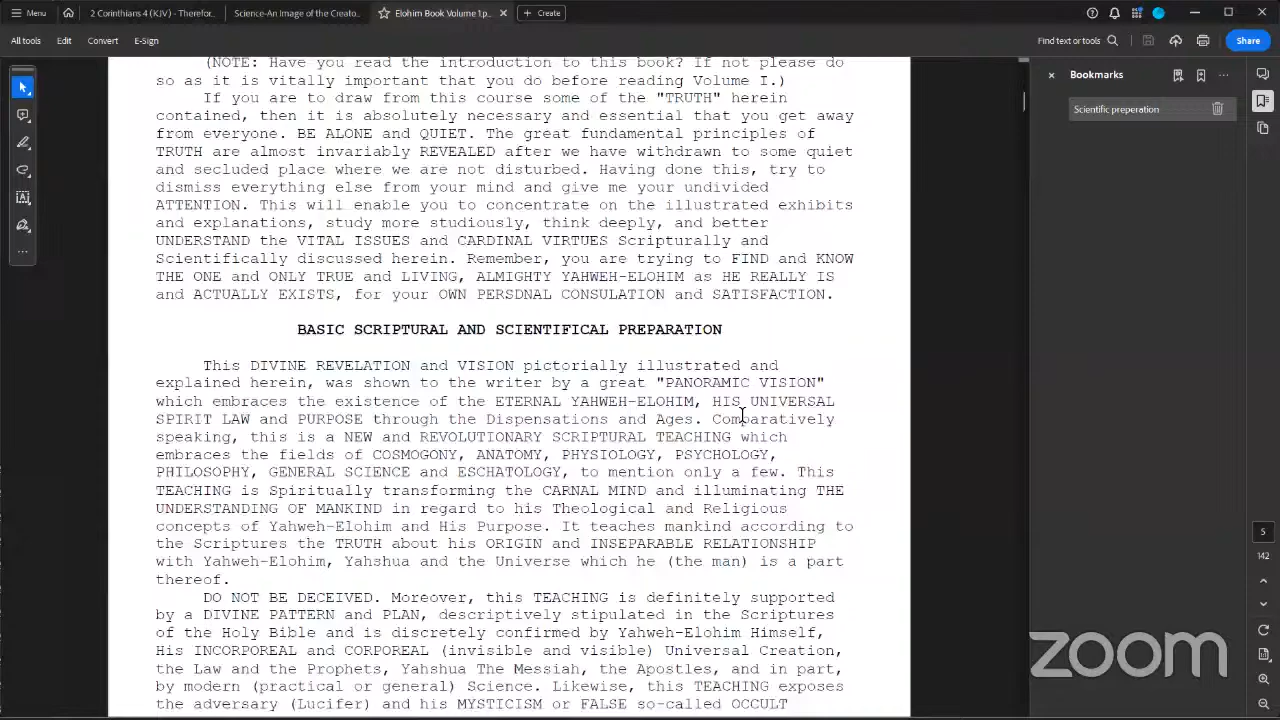 Menu
2 Corinthians 4 (KJV) - Therefor...
Science-An Image of the Creato...
Elohim Book Volume 1p...
Create
All tools
Edit
Convert
E-Sign
Find text or tools
Share
(NOTE: Have you read the introduction to this book? If not please do
so as it is vitally important that you do before reading Volume I.)
If you are to draw from this course some of the "TRUTH" herein
contained, then it is absolutely necessary and essential that you get away
from everyone. BE ALONE and QUIET. The great fundamental principles of
TRUTH are almost invariably REVEALED after we have withdrawn to some quiet
and secluded place where we are not disturbed. Having done this, try to
dismiss everything else from your mind and give me your undivided
ATTENTION. This will enable you to concentrate on the illustrated exhibits
and explanations, study more studiously, think deeply, and better
UNDERSTAND the VITAL ISSUES and CARDINAL VIRTUES Scripturally and
Scientifically discussed herein. Remember, you are trying to FIND and KNOW
THE ONE and ONLY TRUE and LIVING, ALMIGHTY YAHWEH-ELOHIM as HE REALLY IS
and ACTUALLY EXISTS, for your OWN PERSDNAL CONSULATION and SATISFACTION.
BASIC SCRIPTURAL AND SCIENTIFICAL PREPARATION
This DIVINE REVELATION and VISION pictorially illustrated and
explained herein, was shown to the writer by a great "PANORAMIC VISION"
which embraces the existence of the ETERNAL YAHWEH-ELOHIM, HIS UNIVERSAL
SPIRIT LAW and PURPOSE through the Dispensations and Ages. Comparatively
speaking, this is a NEW and REVOLUTIONARY SCRIPTURAL TEACHING which
embraces the fields of COSMOGONY, ANATOMY, PHYSIOLOGY, PSYCHOLOGY,
PHILOSOPHY, GENERAL SCIENCE and ESCHATOLOGY, to mention only a few. This
TEACHING is Spiritually transforming the CARNAL MIND and illuminating THE
UNDERSTANDING OF MANKIND in regard to his Theological and Religious
concepts of Yahweh-Elohim and His Purpose. It teaches mankind according to
the Scriptures the TRUTH about his ORIGIN and INSEPARABLE RELATIONSHIP
with Yahweh-Elohim, Yahshua and the Universe which he (the man) is a part
thereof.
DO NOT BE DECEIVED. Moreover, this TEACHING is definitely supported
by a DIVINE PATTERN and PLAN, descriptively stipulated in the Scriptures
of the Holy Bible and is discretely confirmed by Yahweh-Elohim Himself,
His INCORPOREAL and CORPOREAL (invisible and visible) Universal Creation,
the Law and the Prophets, Yahshua The Messiah, the Apostles, and in part,
by modern (practical or general) Science. Likewise, this TEACHING exposes
the adversary (Lucifer) and his MYSTICISM or FALSE so-called OCCULT
Bookmarks
Scientific preperation
5
142
zoom